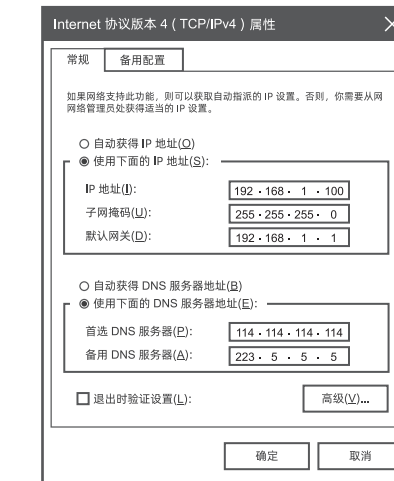 Internet 协议版本 4 ( TCP/IPv4 ) 属性
常规 备用配置
如果网络支持此功能，则可以获取自动指派的 IP 设置。否则，你需要从网
网络管理员处获得适当的 IP 设置。
自动获得 IP 地址(O)
使用下面的 IP 地址(S):
IP 地址(I): 192 . 168 . 1 . 100
子网掩码(U): 255 . 255 . 255 . 0
默认网关(D): 192 . 168 . 1 . 1
自动获得 DNS 服务器地址(B)
使用下面的 DNS 服务器地址(E):
首选 DNS 服务器(P): 114 . 114 . 114 . 114
备用 DNS 服务器(A): 223 . 5 . 5 . 5
退出时验证设置(L): 高级(V)...
确定 取消